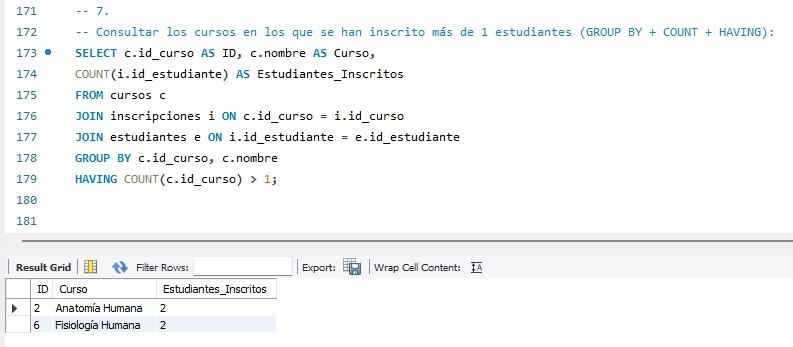 171 -- 7.
172 -- Consultar los cursos en los que se han inscrito más de 1 estudiantes (GROUP BY + COUNT + HAVING):
173 SELECT c.id_curso AS ID, c.nombre AS Curso,
174 COUNT(i.id_estudiante) AS Estudiantes_Inscritos
175 FROM cursos c
176 JOIN inscripciones i ON c.id_curso = i.id_curso
177 JOIN estudiantes e ON i.id_estudiante = e.id_estudiante
178 GROUP BY c.id_curso, c.nombre
179 HAVING COUNT(c.id_curso) > 1;
180
181
Result Grid Filter Rows: Export: Wrap Cell Content: IA
ID Curso Estudiantes_Inscritos
2 Anatomía Humana 2
6 Fisiología Humana 2